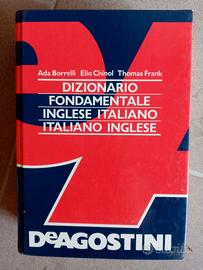 Ada Borrelli Elio Chinol Thomas Frank
DIZIONARIO
FONDAMENTALE
INGLESE ITALIANO
ITALIANO INGLESE
DeAGOSTINI